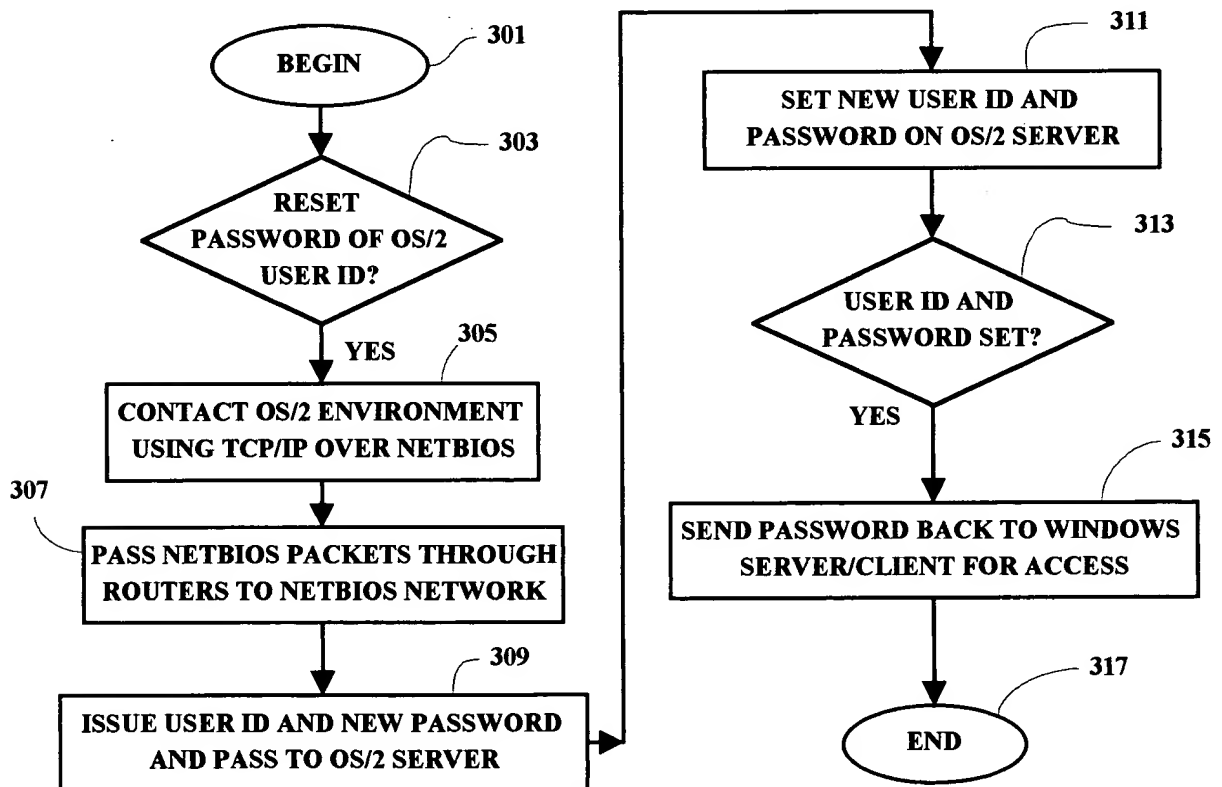 301
BEGIN
303
RESET
PASSWORD OF OS/2
USER ID?
YES
305
CONTACT OS/2 ENVIRONMENT
USING TCP/IP OVER NETBIOS
307
PASS NETBIOS PACKETS THROUGH
ROUTERS TO NETBIOS NETWORK
309
ISSUE USER ID AND NEW PASSWORD
AND PASS TO OS/2 SERVER
311
SET NEW USER ID AND
PASSWORD ON OS/2 SERVER
313
USER ID AND
PASSWORD SET?
YES
315
SEND PASSWORD BACK TO WINDOWS
SERVER/CLIENT FOR ACCESS
317
END